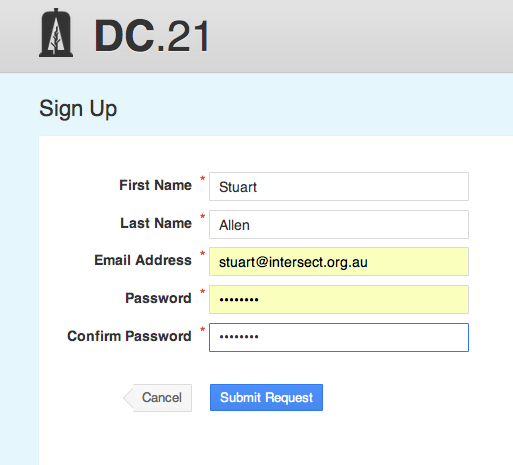 DC.21
Sign Up
First Name * Stuart
Last Name * Allen
Email Address * stuart@intersect.org.au
Password * ••••••••
Confirm Password * ••••••••
Cancel Submit Request